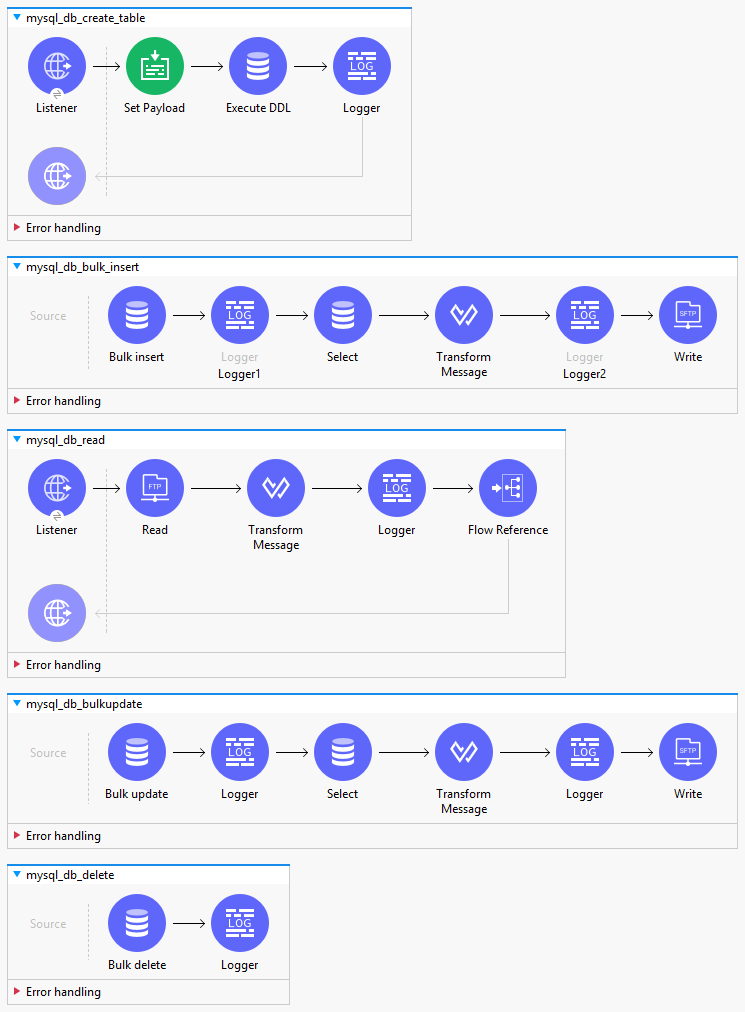 mysql_db_create_table
LOG
Listener
Set Payload
Execute DDL
Logger
Error handling
mysql_db_bulk_insert
Source
LOG
LOG
SFTP
Bulk insert
Logger
Logger1
Select
Transform
Message
Logger
Logger2
Write
Error handling
mysql_db_read
FTP
LOG
Listener
Read
Transform
Message
Logger
Flow Reference
Error handling
mysql_db_bulkupdate
Source
LOG
LOG
SFTP
Bulk update
Logger
Select
Transform
Message
Logger
Write
Error handling
mysql_db_delete
Source
LOG
Bulk delete
Logger
Error handling